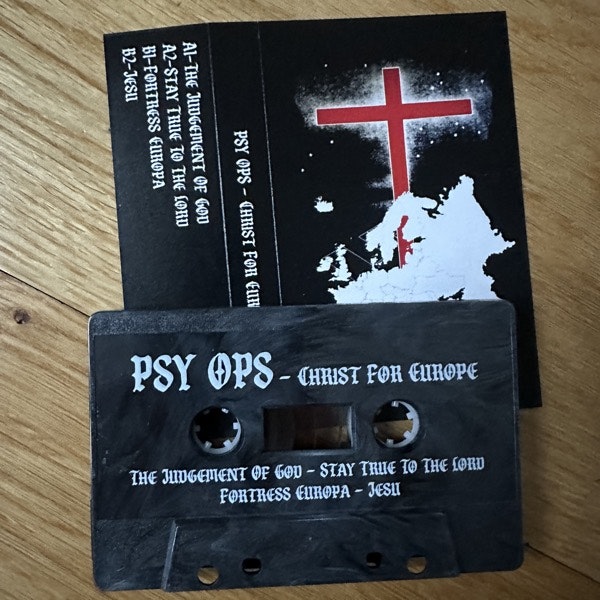 A1-The Judgement Of God
A2-Stay True To The Lord
B1-Fortress Europa
B2-Jesu
PSY OPS - Christ For
PSY OPS - Christ For Europe
The Judgement Of God - Stay True To The Lord
Fortress Europa - Jesu